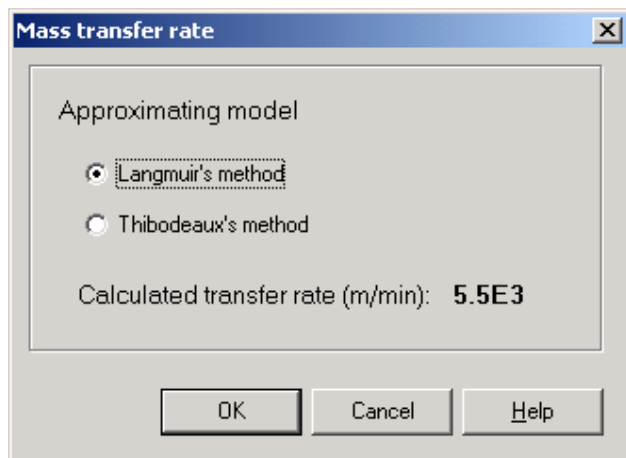 Mass transfer rate
Approximating model
Langmuir's method
Thibodeaux's method
Calculated transfer rate (m/min): 5.5E3
OK Cancel Help